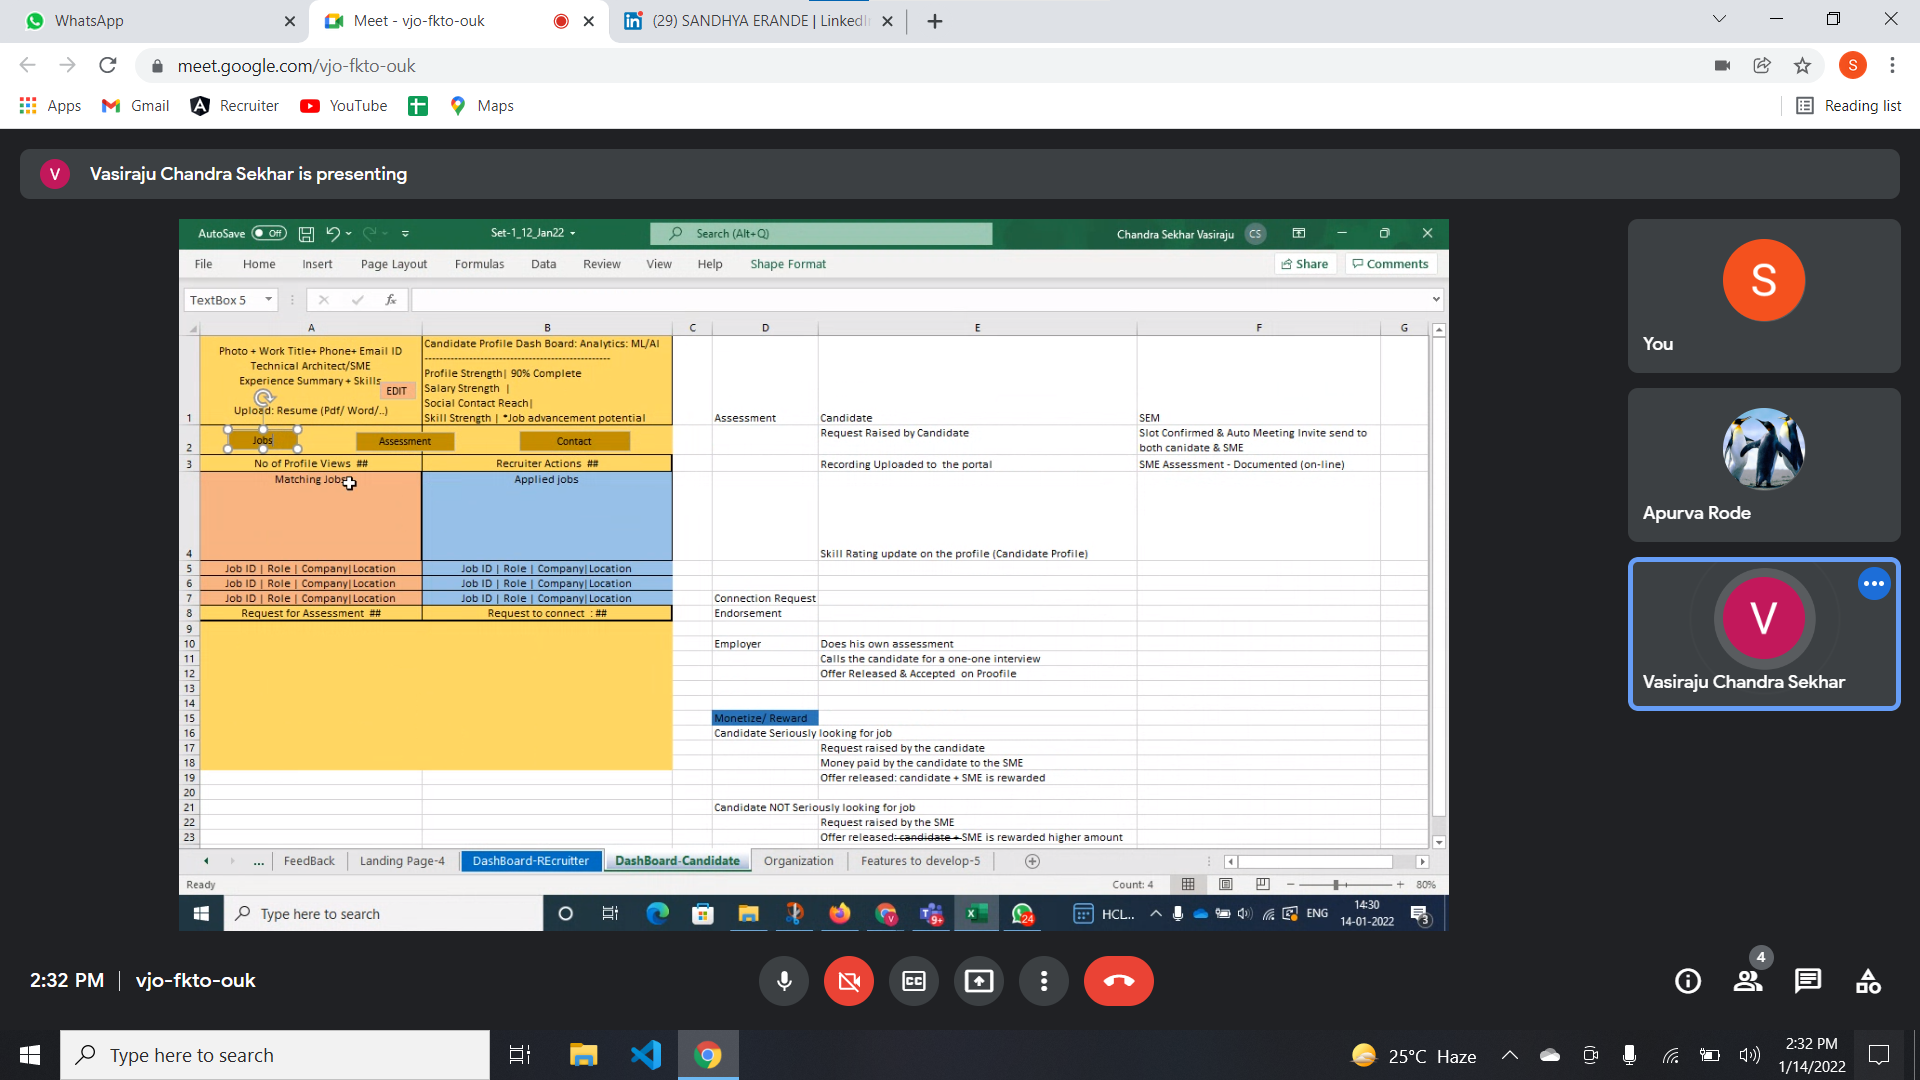 WhatsApp
Meet - vjo-fkto-ouk
(29) SANDHYA ERANDE | LinkedIn
meet.google.com/vjo-fkto-ouk
S
Apps
Gmail
Recruiter
YouTube
Maps
Reading list
V
Vasiraju Chandra Sekhar is presenting
AutoSave Off
Set-1_12_Jan22
Search (Alt+Q)
Chandra Sekhar Vasiraju CS
File Home Insert Page Layout Formulas Data Review View Help Shape Format
Share Comments
TextBox 5
fx
A B C D E F G
Photo + Work Title+ Phone+ Email ID
Technical Architect/SME
Experience Summary + Skills
EDIT
Upload: Resume (Pdf/ Word/..)
Candidate Profile Dash Board: Analytics: ML/AI
--------------------------------------------------
Profile Strength| 90% Complete
Salary Strength |
Social Contact Reach|
Skill Strength | *Job advancement potential
1 Assessment Candidate SEM
2 Jobs Assessment Contact Request Raised by Candidate
Slot Confirmed & Auto Meeting Invite send to
both canidate & SME
3 No of Profile Views ## Recruiter Actions ## Recording Uploaded to the portal SME Assessment - Documented (on-line)
Matching Jobs Applied jobs
4 Skill Rating update on the profile (Candidate Profile)
5 Job ID | Role | Company|Location Job ID | Role | Company|Location
6 Job ID | Role | Company|Location Job ID | Role | Company|Location
7 Job ID | Role | Company|Location Job ID | Role | Company|Location Connection Request
8 Request for Assessment ## Request to connect : ## Endorsement
9
10 Employer Does his own assessment
11 Calls the candidate for a one-one interview
12 Offer Released & Accepted on Proofile
13
14
15 Monetize/ Reward
16 Candidate Seriously looking for job
17 Request raised by the candidate
18 Money paid by the candidate to the SME
19 Offer released: candidate + SME is rewarded
20
21 Candidate NOT Seriously looking for job
22 Request raised by the SME
23 Offer released: candidate + SME is rewarded higher amount
... FeedBack Landing Page-4 DashBoard-REcruitter DashBoard-Candidate Organization Features to develop-5
Ready
Count: 4
80%
Type here to search
9+
24
HCL...
ENG
14:30
14-01-2022
3
S
You
Apurva Rode
V
Vasiraju Chandra Sekhar
2:32 PM | vjo-fkto-ouk
CC
4
Type here to search
25°C Haze
2:32 PM
1/14/2022